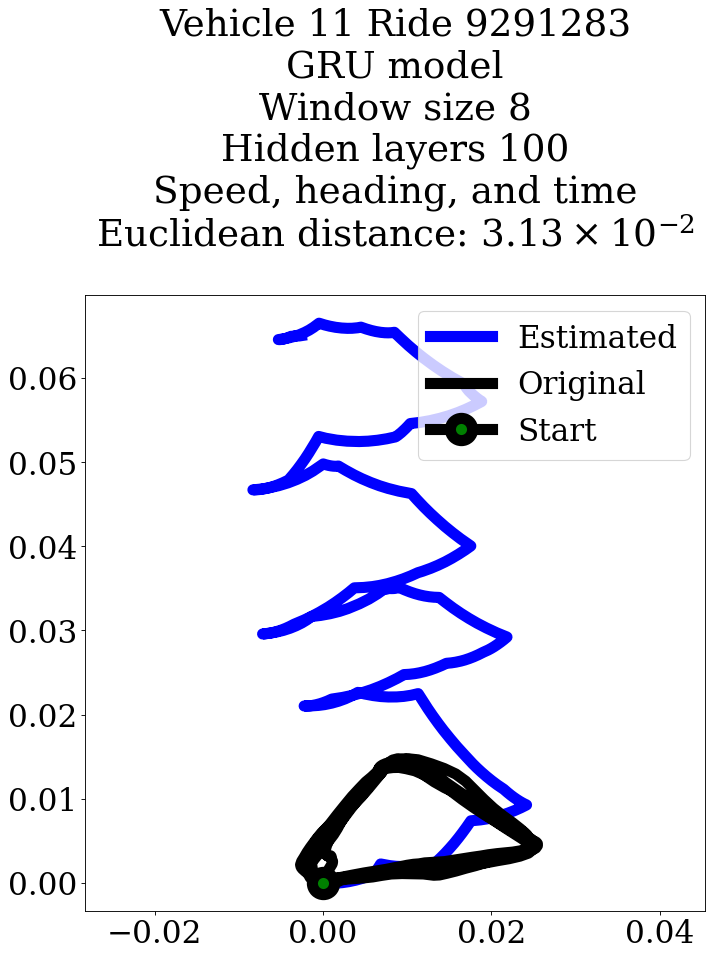 Vehicle 11 Ride 9291283
GRU model
Window size 8
Hidden layers 100
Speed, heading, and time
Euclidean distance: 3.13 × 10⁻²
Estimated
Original
Start
0.06
0.05
0.04
0.03
0.02
0.01
0.00
−0.02 0.00 0.02 0.04